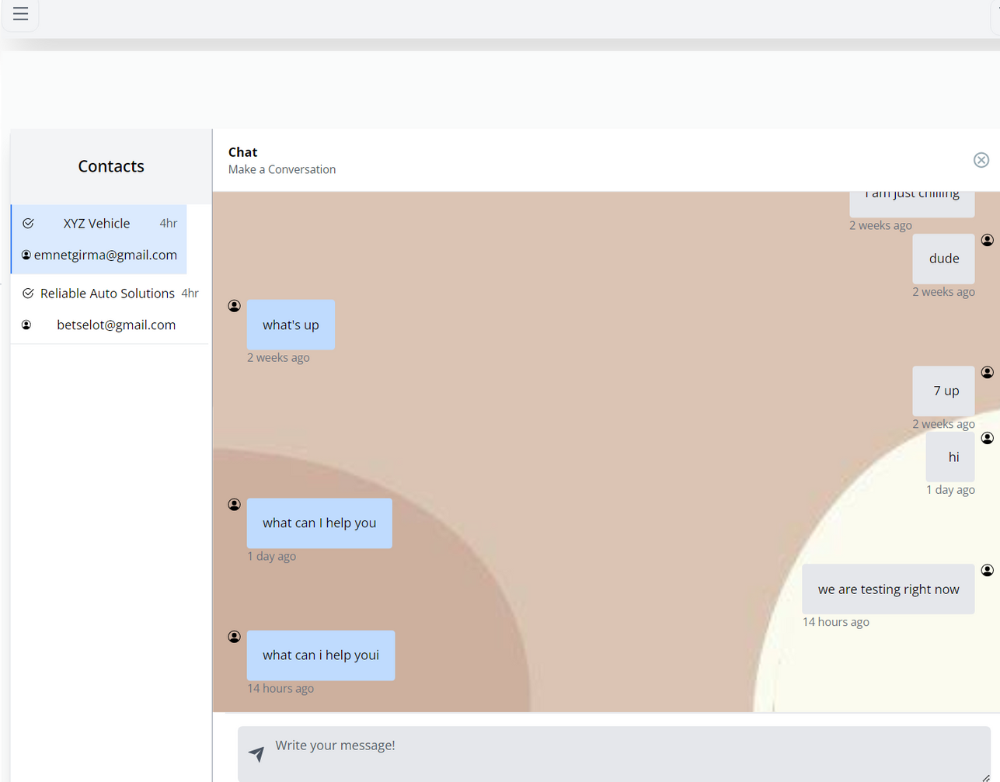 Contacts
XYZ Vehicle 4hr
emnetgirma@gmail.com
Reliable Auto Solutions 4hr
betselot@gmail.com
Chat
Make a Conversation
I am just chilling
2 weeks ago
dude
2 weeks ago
what's up
2 weeks ago
7 up
2 weeks ago
hi
1 day ago
what can I help you
1 day ago
we are testing right now
14 hours ago
what can i help youi
14 hours ago
Write your message!